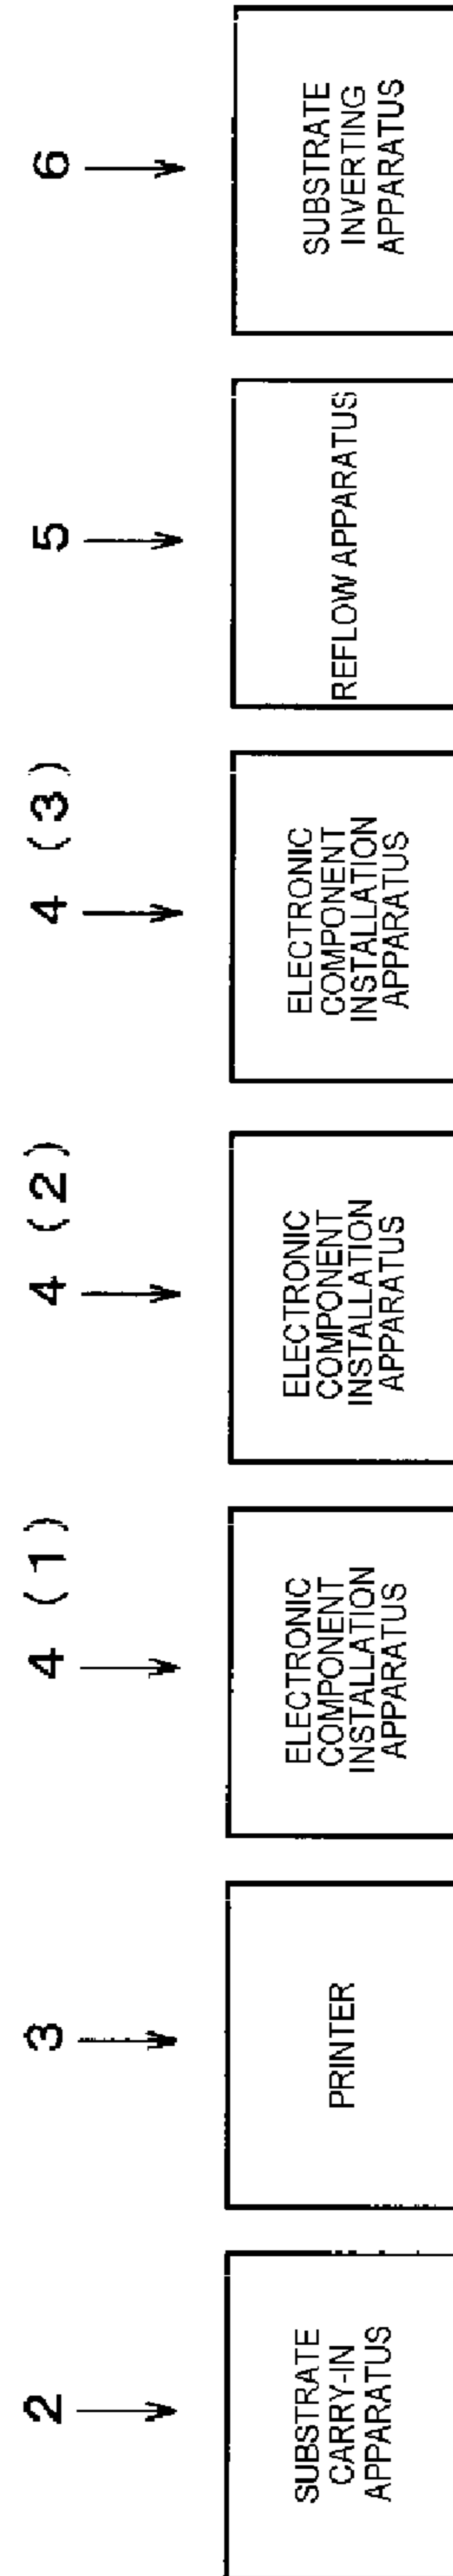 2
SUBSTRATE
CARRY-IN
APPARATUS
3
PRINTER
4 (1)
ELECTRONIC
COMPONENT
INSTALLATION
APPARATUS
4 (2)
ELECTRONIC
COMPONENT
INSTALLATION
APPARATUS
4 (3)
ELECTRONIC
COMPONENT
INSTALLATION
APPARATUS
5
REFLOW APPARATUS
6
SUBSTRATE
INVERTING
APPARATUS